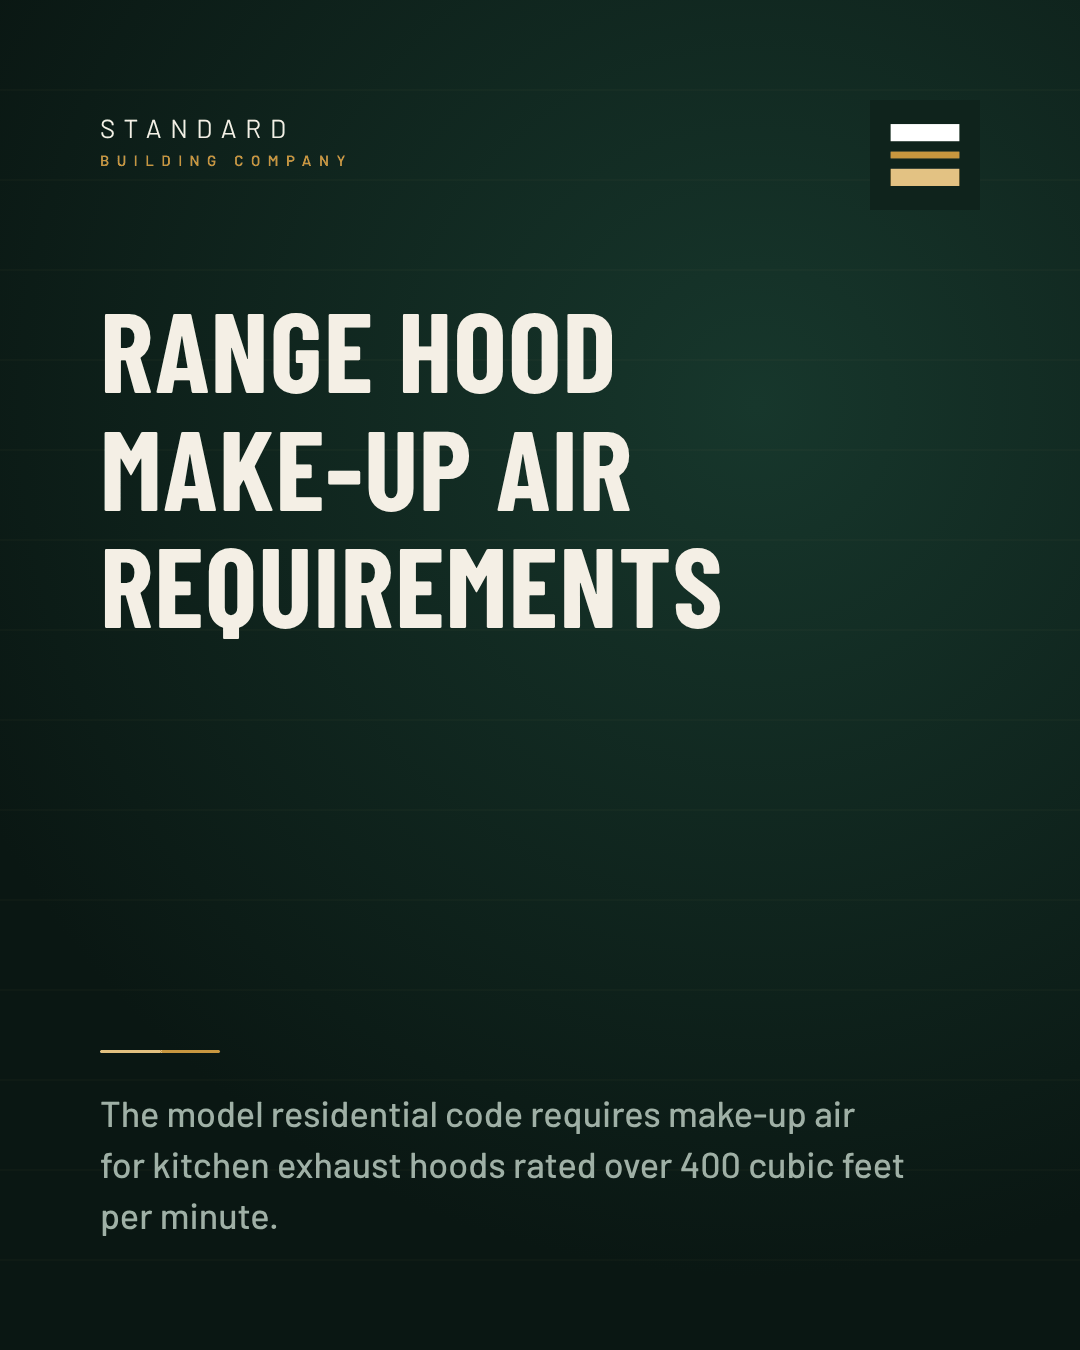 STANDARD
BUILDING COMPANY
RANGE HOOD
MAKE-UP AIR
REQUIREMENTS
The model residential code requires make-up air
for kitchen exhaust hoods rated over 400 cubic feet
per minute.